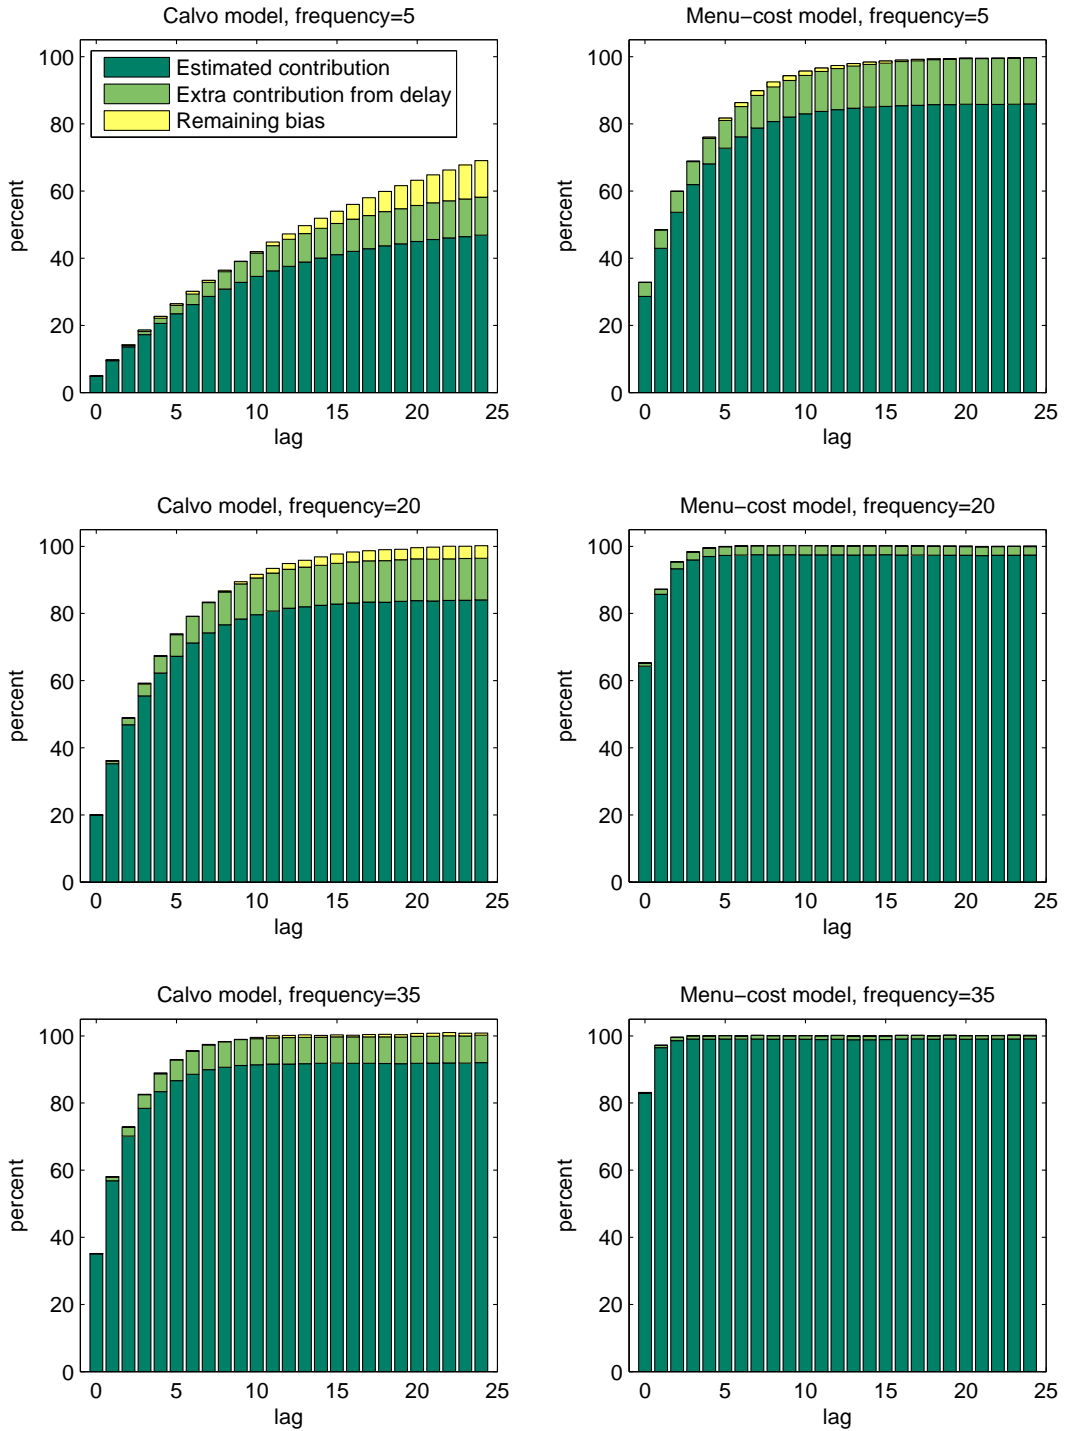 Calvo model, frequency=5
100
80
60
40
20
0
percent
Estimated contribution
Extra contribution from delay
Remaining bias
0 5 10 15 20 25
lag
Menu−cost model, frequency=5
100
80
60
40
20
0
percent
0 5 10 15 20 25
lag
Calvo model, frequency=20
100
80
60
40
20
0
percent
0 5 10 15 20 25
lag
Menu−cost model, frequency=20
100
80
60
40
20
0
percent
0 5 10 15 20 25
lag
Calvo model, frequency=35
100
80
60
40
20
0
percent
0 5 10 15 20 25
lag
Menu−cost model, frequency=35
100
80
60
40
20
0
percent
0 5 10 15 20 25
lag